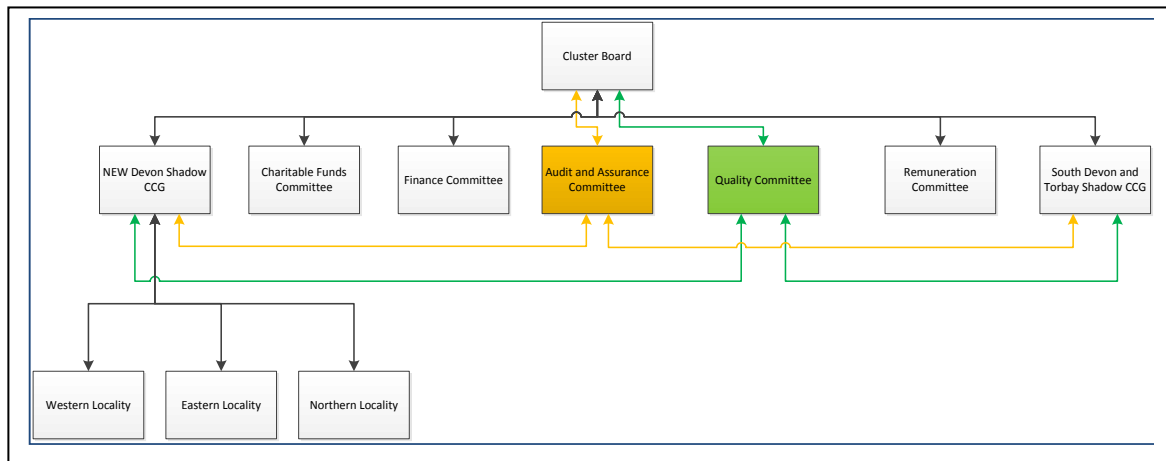 Cluster Board
NEW Devon Shadow
CCG
Charitable Funds
Committee
Finance Committee
Audit and Assurance
Committee
Quality Committee
Remuneration
Committee
South Devon and
Torbay Shadow CCG
Western Locality
Eastern Locality
Northern Locality